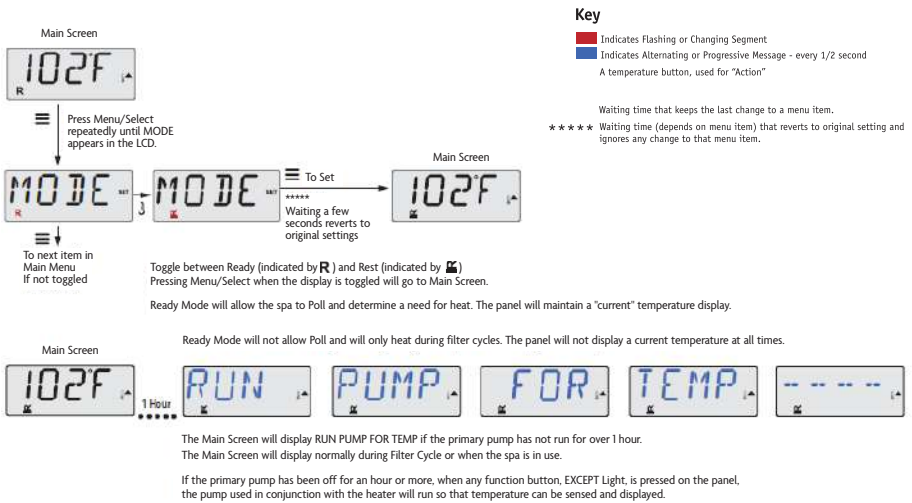 Key
Indicates Flashing or Changing Segment
Indicates Alternating or Progressive Message - every 1/2 second
A temperature button, used for "Action"
Waiting time that keeps the last change to a menu item.
***** Waiting time (depends on menu item) that reverts to original setting and
ignores any change to that menu item.
Main Screen
102°F
R
Press Menu/Select
repeatedly until MODE
appears in the LCD.
MODE SET
R
MODE SET
R
To Set
*****
Waiting a few
seconds reverts to
original settings
Main Screen
102°F
R
To next item in
Main Menu
If not toggled
Toggle between Ready (indicated by R ) and Rest (indicated by R )
Pressing Menu/Select when the display is toggled will go to Main Screen.
Ready Mode will allow the spa to Poll and determine a need for heat. The panel will maintain a "current" temperature display.
Ready Mode will not allow Poll and will only heat during filter cycles. The panel will not display a current temperature at all times.
Main Screen
102°F
R
1 Hour
RUN
R
PUMP
R
FOR
R
TEMP
R
-- -- -- --
R
The Main Screen will display RUN PUMP FOR TEMP if the primary pump has not run for over 1 hour.
The Main Screen will display normally during Filter Cycle or when the spa is in use.
If the primary pump has been off for an hour or more, when any function button, EXCEPT Light, is pressed on the panel,
the pump used in conjunction with the heater will run so that temperature can be sensed and displayed.